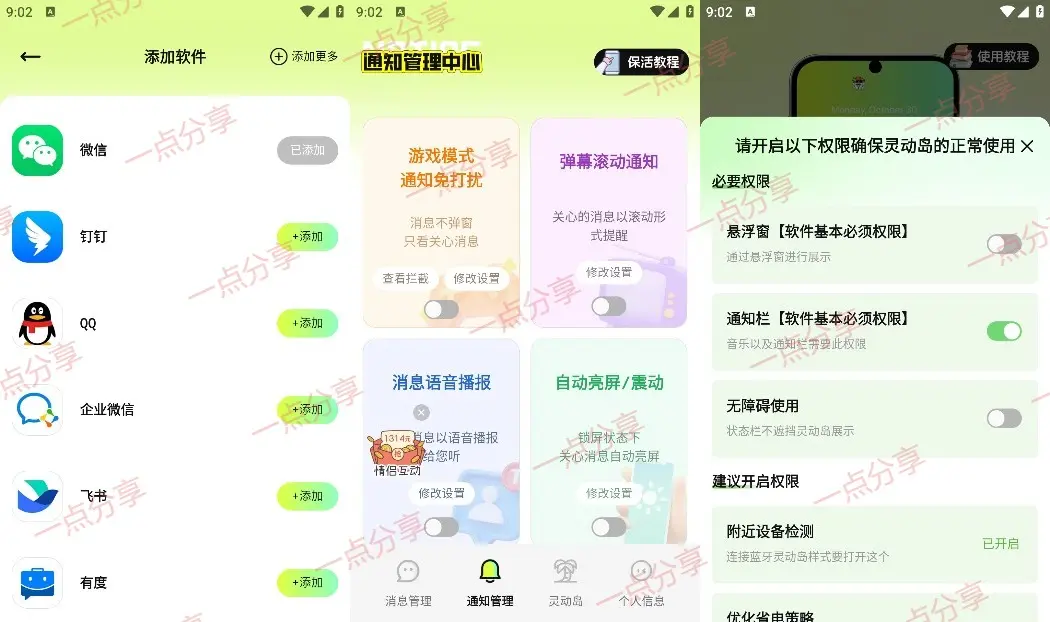 9:02
添加软件
添加更多
微信
已添加
钉钉
+添加
QQ
+添加
企业微信
+添加
飞书
+添加
有度
+添加
9:02
通知管理中心
保活教程
游戏模式
通知免打扰
消息不弹窗
只看关心消息
查看拦截
修改设置
弹幕滚动通知
关心的消息以滚动形
式提醒
修改设置
消息语音播报
消息以语音播报
给您听
1314元
抢
情侣互动
修改设置
自动亮屏/震动
锁屏状态下
关心消息自动亮屏
修改设置
消息管理
通知管理
灵动岛
个人信息
9:02
使用教程
Monday, October 30
请开启以下权限确保灵动岛的正常使用
必要权限
悬浮窗【软件基本必须权限】
通过悬浮窗进行展示
通知栏【软件基本必须权限】
音乐以及通知栏需要此权限
无障碍使用
状态栏不遮挡灵动岛展示
建议开启权限
附近设备检测
连接蓝牙灵动岛样式要打开这个
已开启
优化省电策略
一点分享